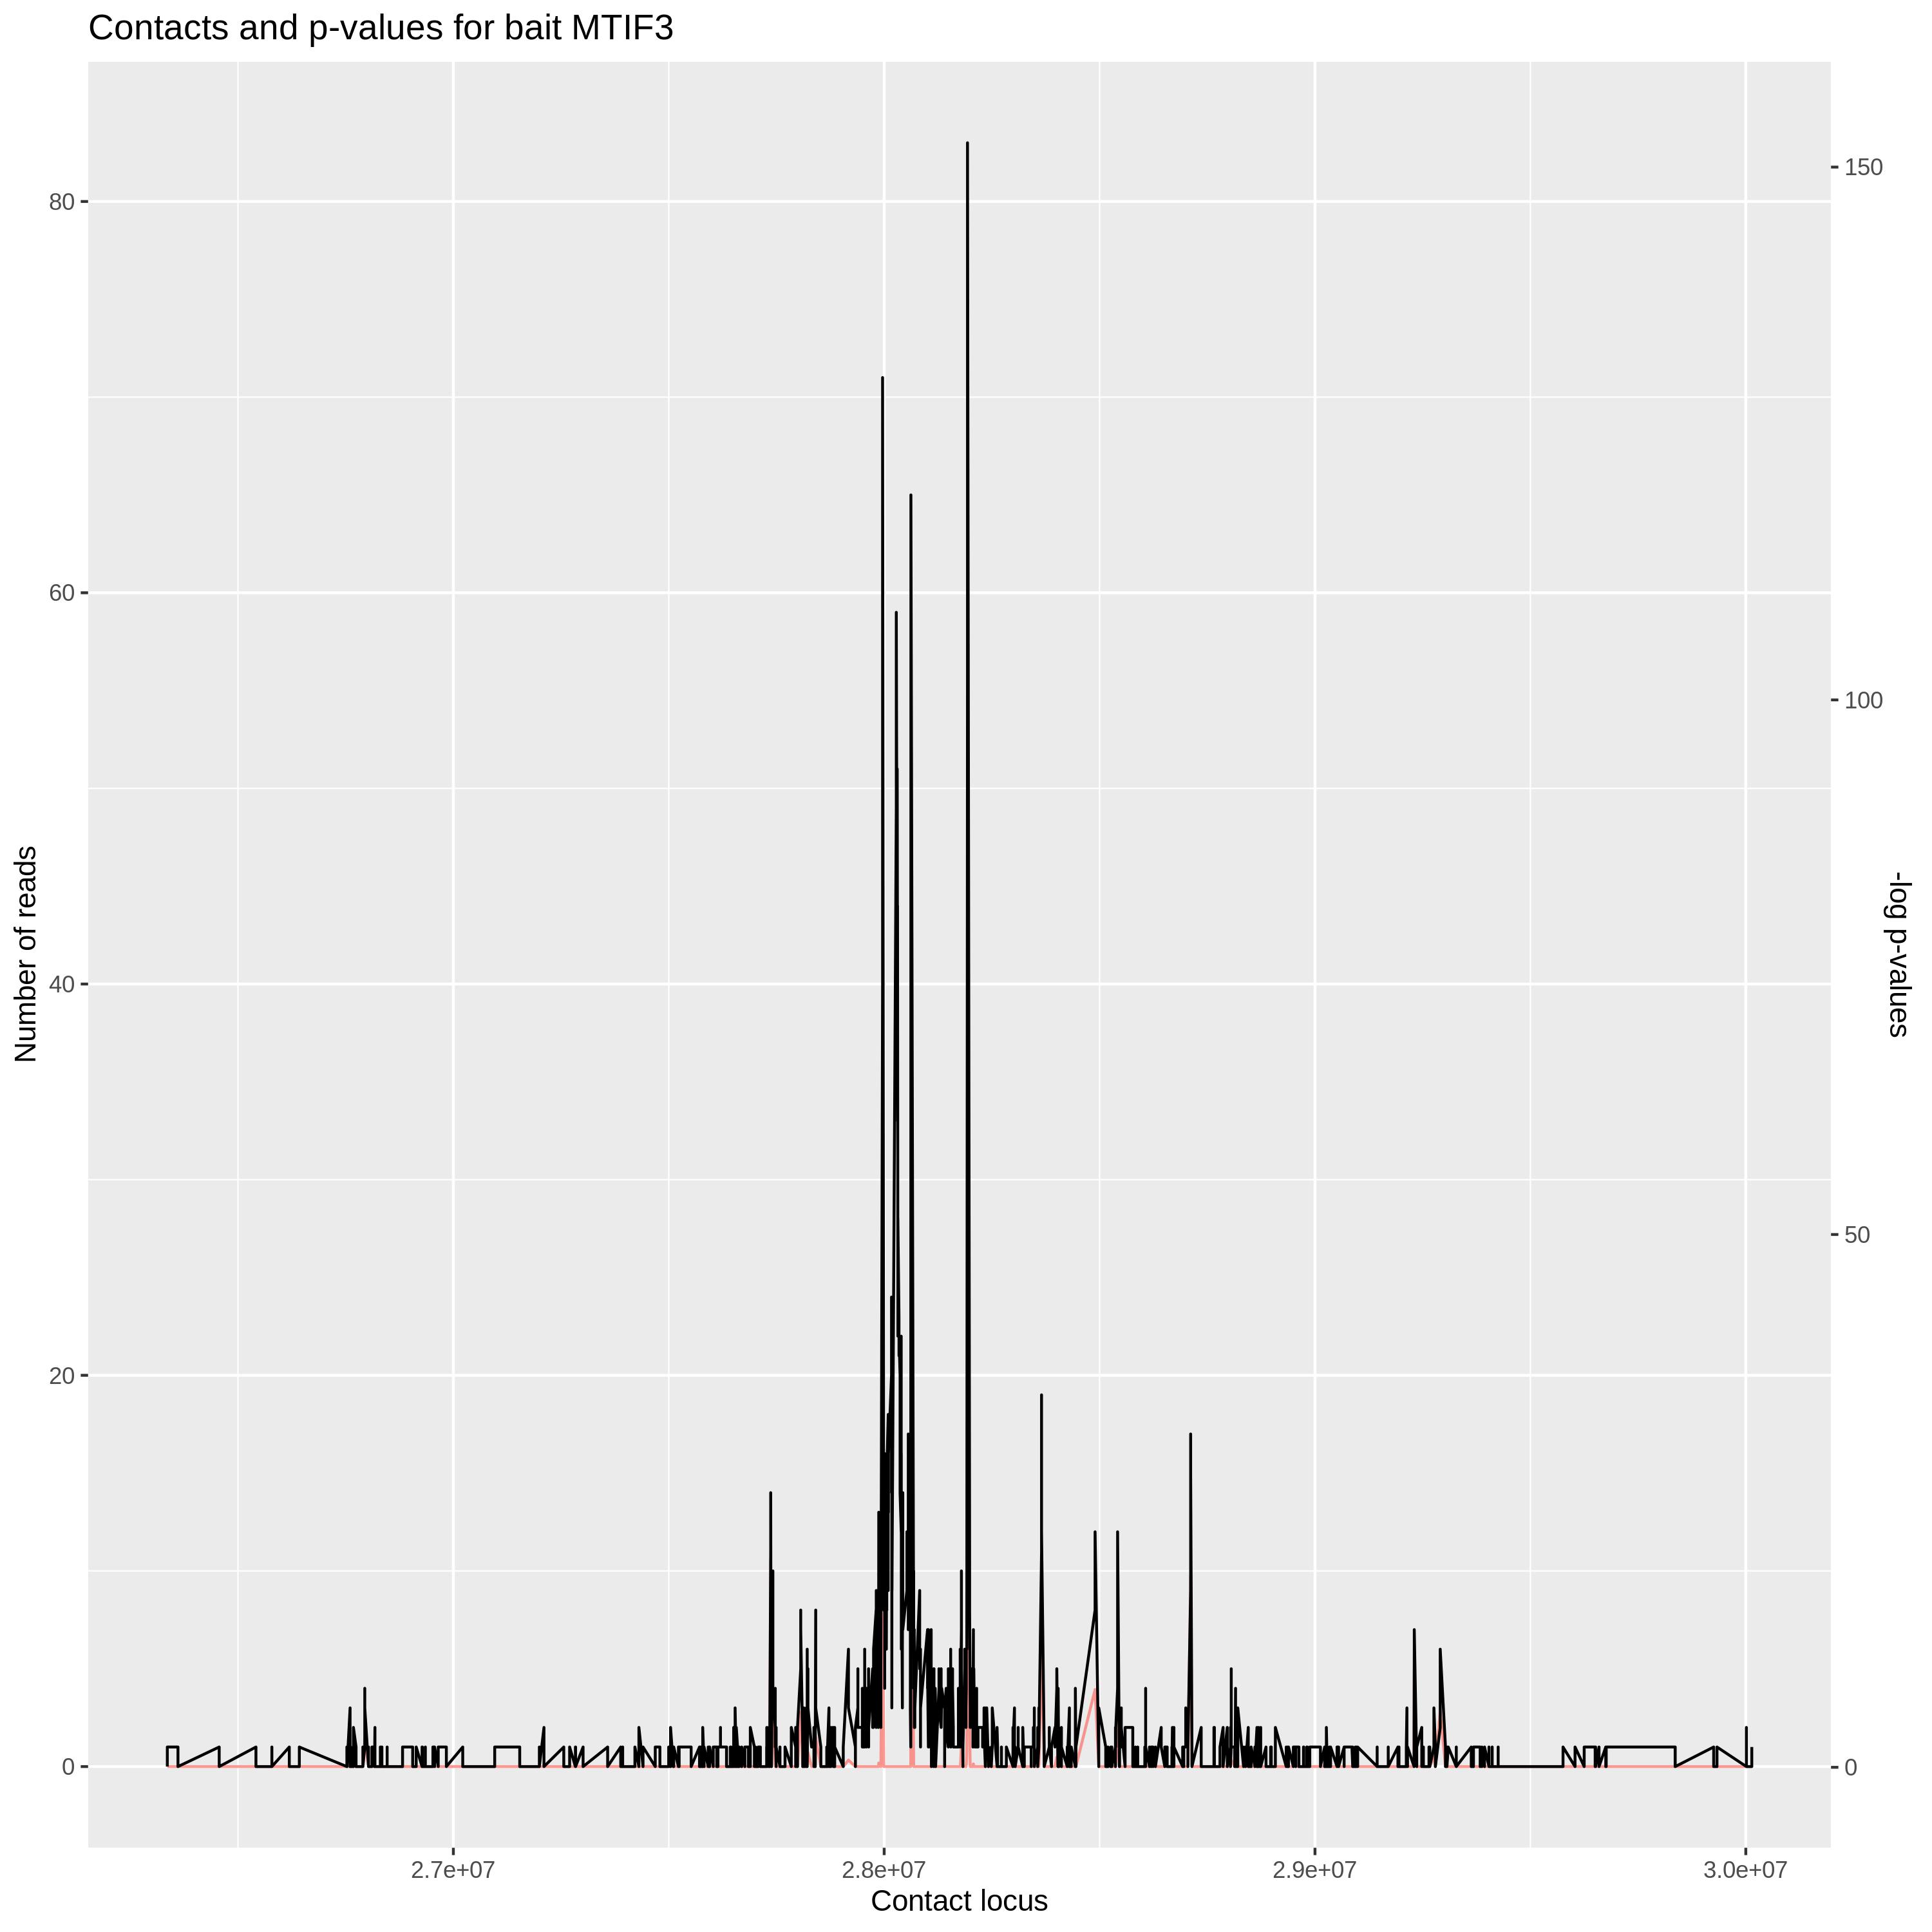 Contacts and p-values for bait MTIF3
80
60
40
20
0
150
100
50
0
Number of reads
-log p-values
2.7e+07
2.8e+07
2.9e+07
3.0e+07
Contact locus